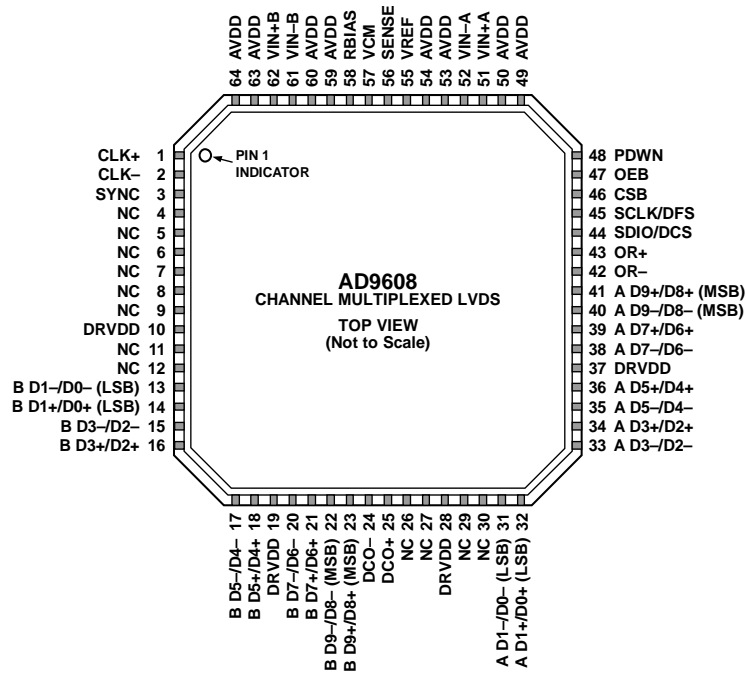 64 AVDD
63 AVDD
62 VIN+B
61 VIN–B
60 AVDD
59 AVDD
58 RBIAS
57 VCM
56 SENSE
55 VREF
54 AVDD
53 AVDD
52 VIN–A
51 VIN+A
50 AVDD
49 AVDD
CLK+ 1
CLK– 2
SYNC 3
NC 4
NC 5
NC 6
NC 7
NC 8
NC 9
DRVDD 10
NC 11
NC 12
B D1–/D0– (LSB) 13
B D1+/D0+ (LSB) 14
B D3–/D2– 15
B D3+/D2+ 16
PIN 1
INDICATOR
AD9608
CHANNEL MULTIPLEXED LVDS
TOP VIEW
(Not to Scale)
48 PDWN
47 OEB
46 CSB
45 SCLK/DFS
44 SDIO/DCS
43 OR+
42 OR–
41 A D9+/D8+ (MSB)
40 A D9–/D8– (MSB)
39 A D7+/D6+
38 A D7–/D6–
37 DRVDD
36 A D5+/D4+
35 A D5–/D4–
34 A D3+/D2+
33 A D3–/D2–
B D5–/D4– 17
B D5+/D4+ 18
DRVDD 19
B D7–/D6– 20
B D7+/D6+ 21
B D9–/D8– (MSB) 22
B D9+/D8+ (MSB) 23
DCO– 24
DCO+ 25
NC 26
NC 27
DRVDD 28
NC 29
NC 30
A D1–/D0– (LSB) 31
A D1+/D0+ (LSB) 32